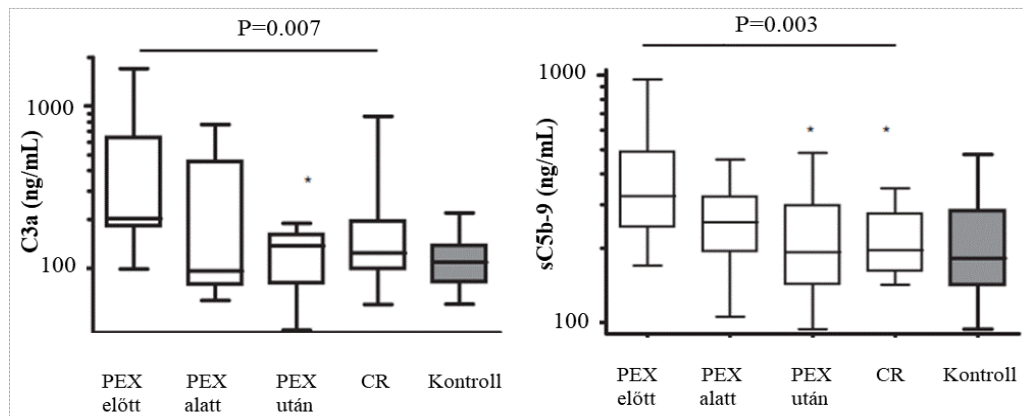 P=0.007
C3a (ng/mL)
1000
100
PEX előtt
PEX alatt
PEX után
CR
Kontroll
*
P=0.003
sC5b-9 (ng/mL)
1000
100
PEX előtt
PEX alatt
PEX után
CR
Kontroll
*
*